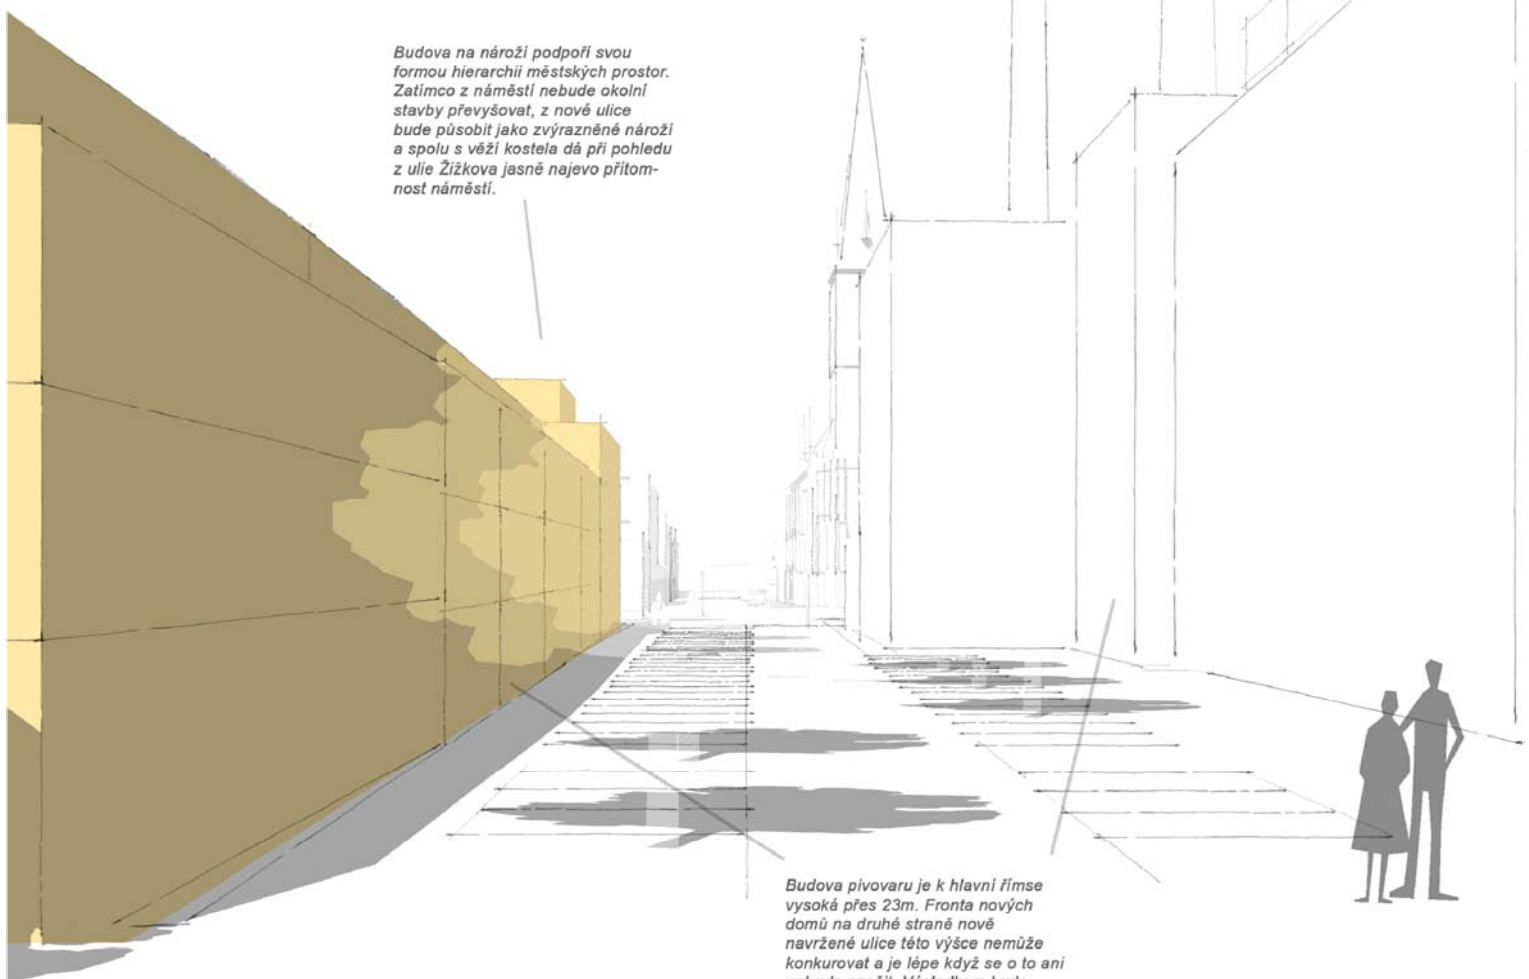 Budova na nároží podpoří svou
formou hierarchii městských prostor.
Zatímco z náměstí nebude okolní
stavby převyšovat, z nové ulice
bude působit jako zvýrazněné nároží
a spolu s věží kostela dá při pohledu
z ulie Žižkova jasně najevo přítom-
nost náměstí.
Budova pivovaru je k hlavní římse
vysoká přes 23m. Fronta nových
domů na druhé straně nově
navržené ulice této výšce nemůže
konkurovat a je lépe když se o to ani